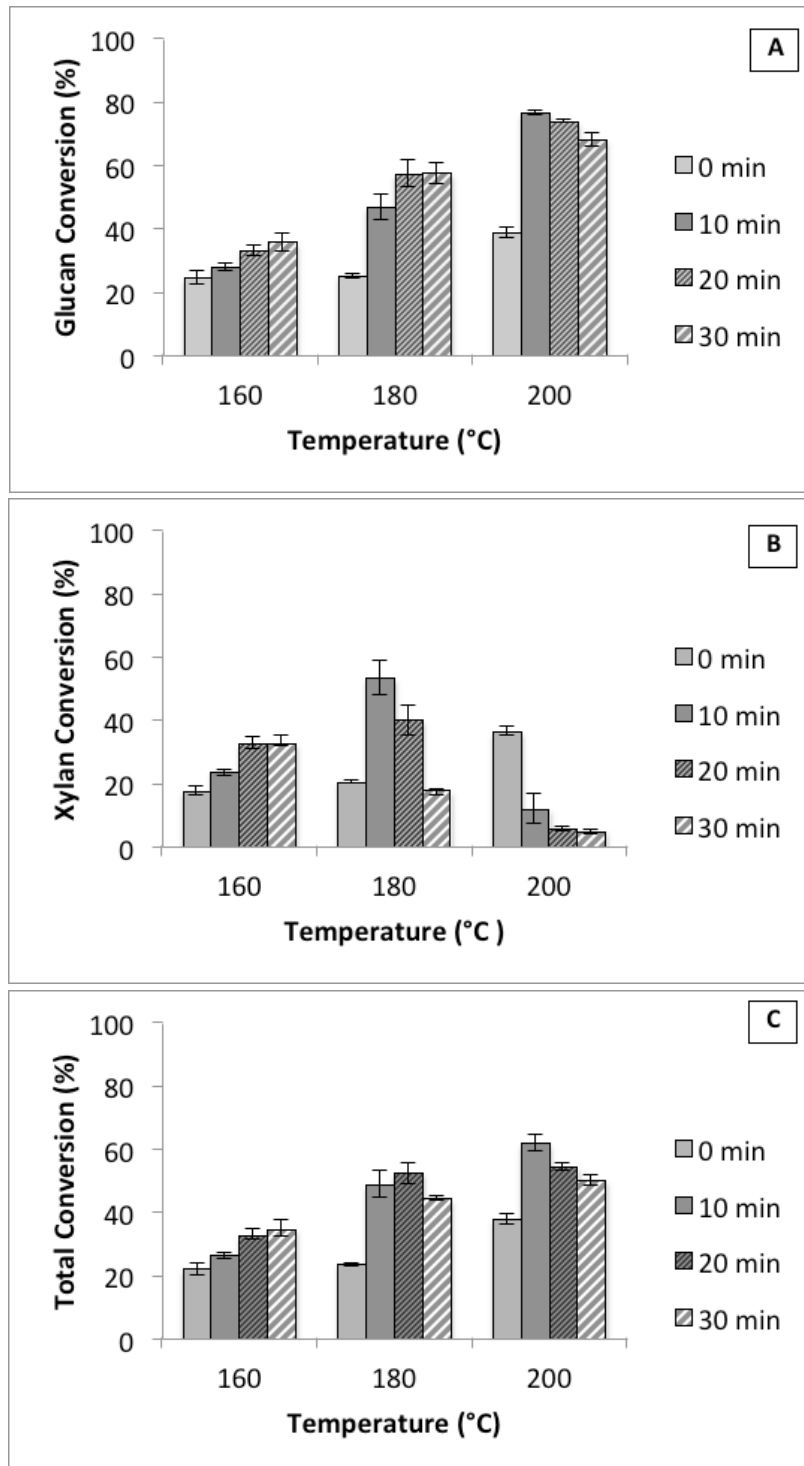 A
Glucan Conversion (%)
100
80
60
40
20
0
160 180 200
Temperature (°C)
0 min
10 min
20 min
30 min
B
Xylan Conversion (%)
100
80
60
40
20
0
160 180 200
Temperature (°C )
0 min
10 min
20 min
30 min
C
Total Conversion (%)
100
80
60
40
20
0
160 180 200
Temperature (°C)
0 min
10 min
20 min
30 min